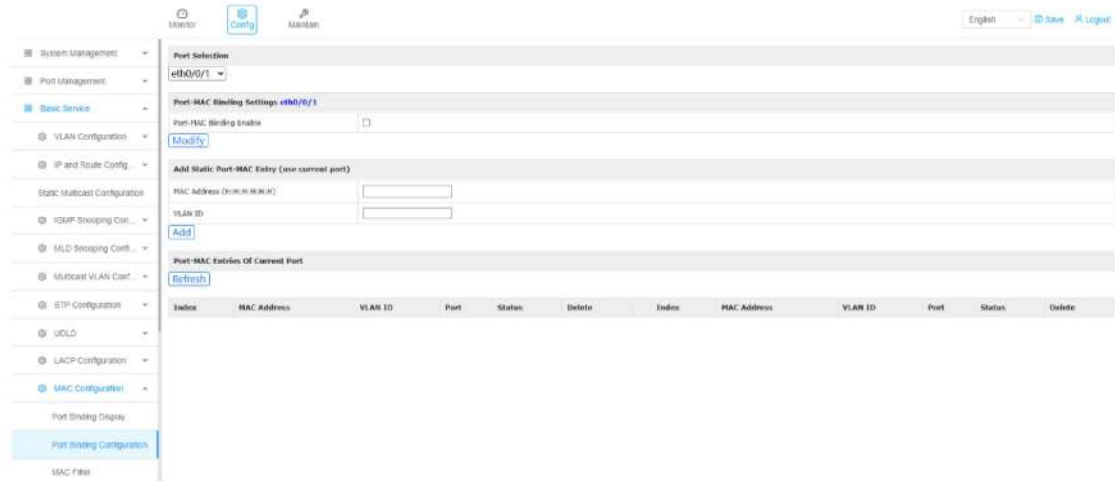 Monitor
Config
Maintain
English
Save
Logout
System Management
Port Management
Basic Service
VLAN Configuration
IP and Route Config...
Static Multicast Configuration
IGMP Snooping Con...
MLD Snooping Confi...
Multicast VLAN Conf...
STP Configuration
UDLD
LACP Configuration
MAC Configuration
Port Binding Display
Port Binding Configuration
MAC Filter
Port Selection
eth0/0/1
Port-MAC Binding Settings eth0/0/1
Port-MAC Binding Enable
Modify
Add Static Port-MAC Entry (use current port)
MAC Address (H:H:H:H:H:H)
VLAN ID
Add
Port-MAC Entries Of Current Port
Refresh
Index MAC Address VLAN ID Port Status Delete Index MAC Address VLAN ID Port Status Delete